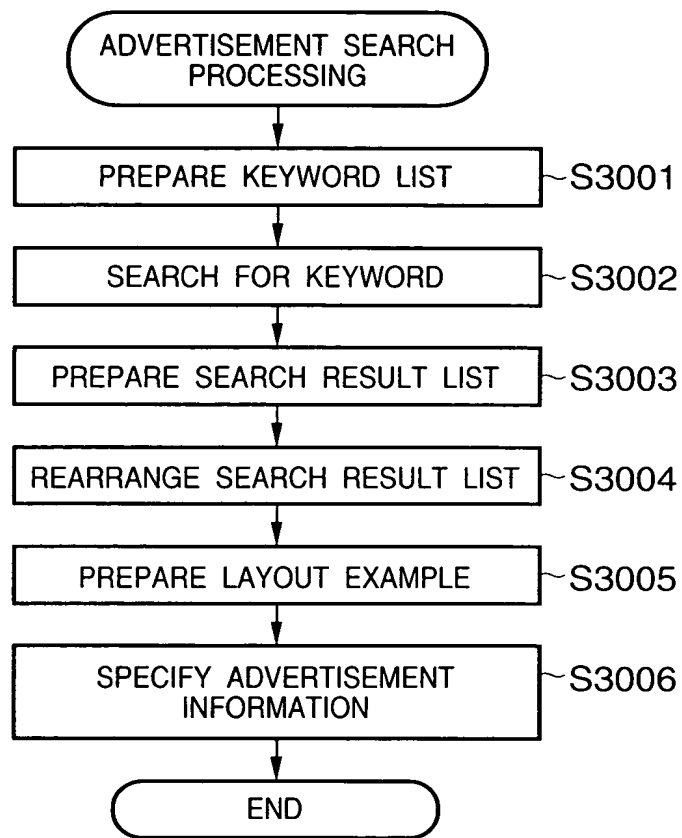 ADVERTISEMENT SEARCH
PROCESSING
PREPARE KEYWORD LIST
S3001
SEARCH FOR KEYWORD
S3002
PREPARE SEARCH RESULT LIST
S3003
REARRANGE SEARCH RESULT LIST
S3004
PREPARE LAYOUT EXAMPLE
S3005
SPECIFY ADVERTISEMENT
INFORMATION
S3006
END